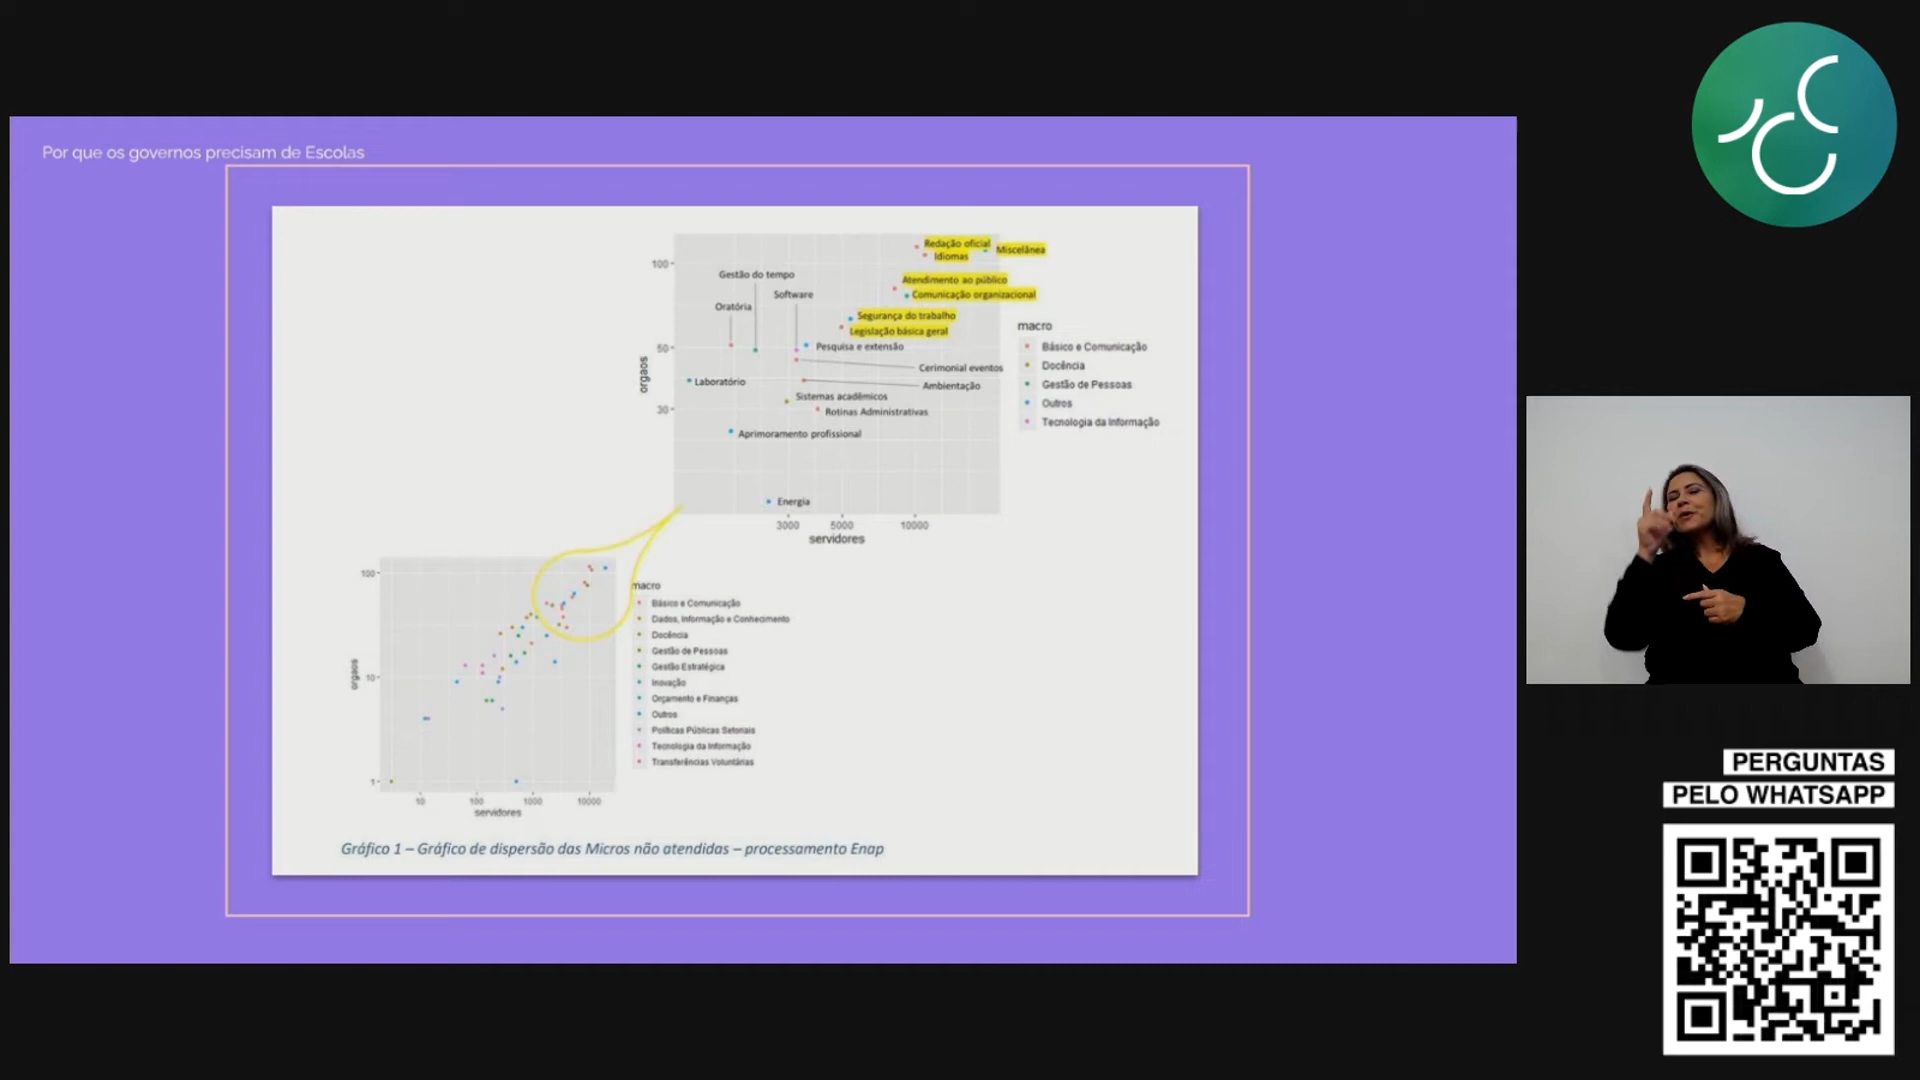 Por que os governos precisam de Escolas
Redação oficial
Miscelânea
Idiomas
100
Gestão do tempo
Atendimento ao público
Software
Comunicação organizacional
Oratória
Segurança do trabalho
Legislação básica geral
50
Pesquisa e extensão
Cerimonial eventos
Laboratório
Ambientação
Sistemas acadêmicos
30
Rotinas Administrativas
Aprimoramento profissional
Energia
orgaos
3000 5000 10000
servidores
macro
Básico e Comunicação
Docência
Gestão de Pessoas
Outros
Tecnologia da Informação
100
10
1
orgaos
10 100 1000 10000
servidores
macro
Básico e Comunicação
Dados, Informação e Conhecimento
Docência
Gestão de Pessoas
Gestão Estratégica
Inovação
Orçamento e Finanças
Outros
Políticas Públicas Setoriais
Tecnologia da Informação
Transferências Voluntárias
Gráfico 1 – Gráfico de dispersão das Micros não atendidas – processamento Enap
PERGUNTAS
PELO WHATSAPP